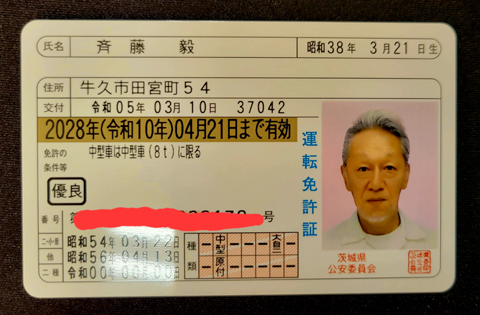 氏名 斉藤 毅 昭和38年 3月21日生
住所 牛久市田宮町54
交付 令和05年03月10日 37042
2028年(令和10年)04月21日まで有効
免許の 中型車は中型車(8t)に限る
条件等
優良
番号 第 号
二・小・原 昭和54年03月22日
他 昭和56年04月13日
二種 令和00年00月00日
種類 中型 原付 大自二
運転免許証
茨城県
公安委員会